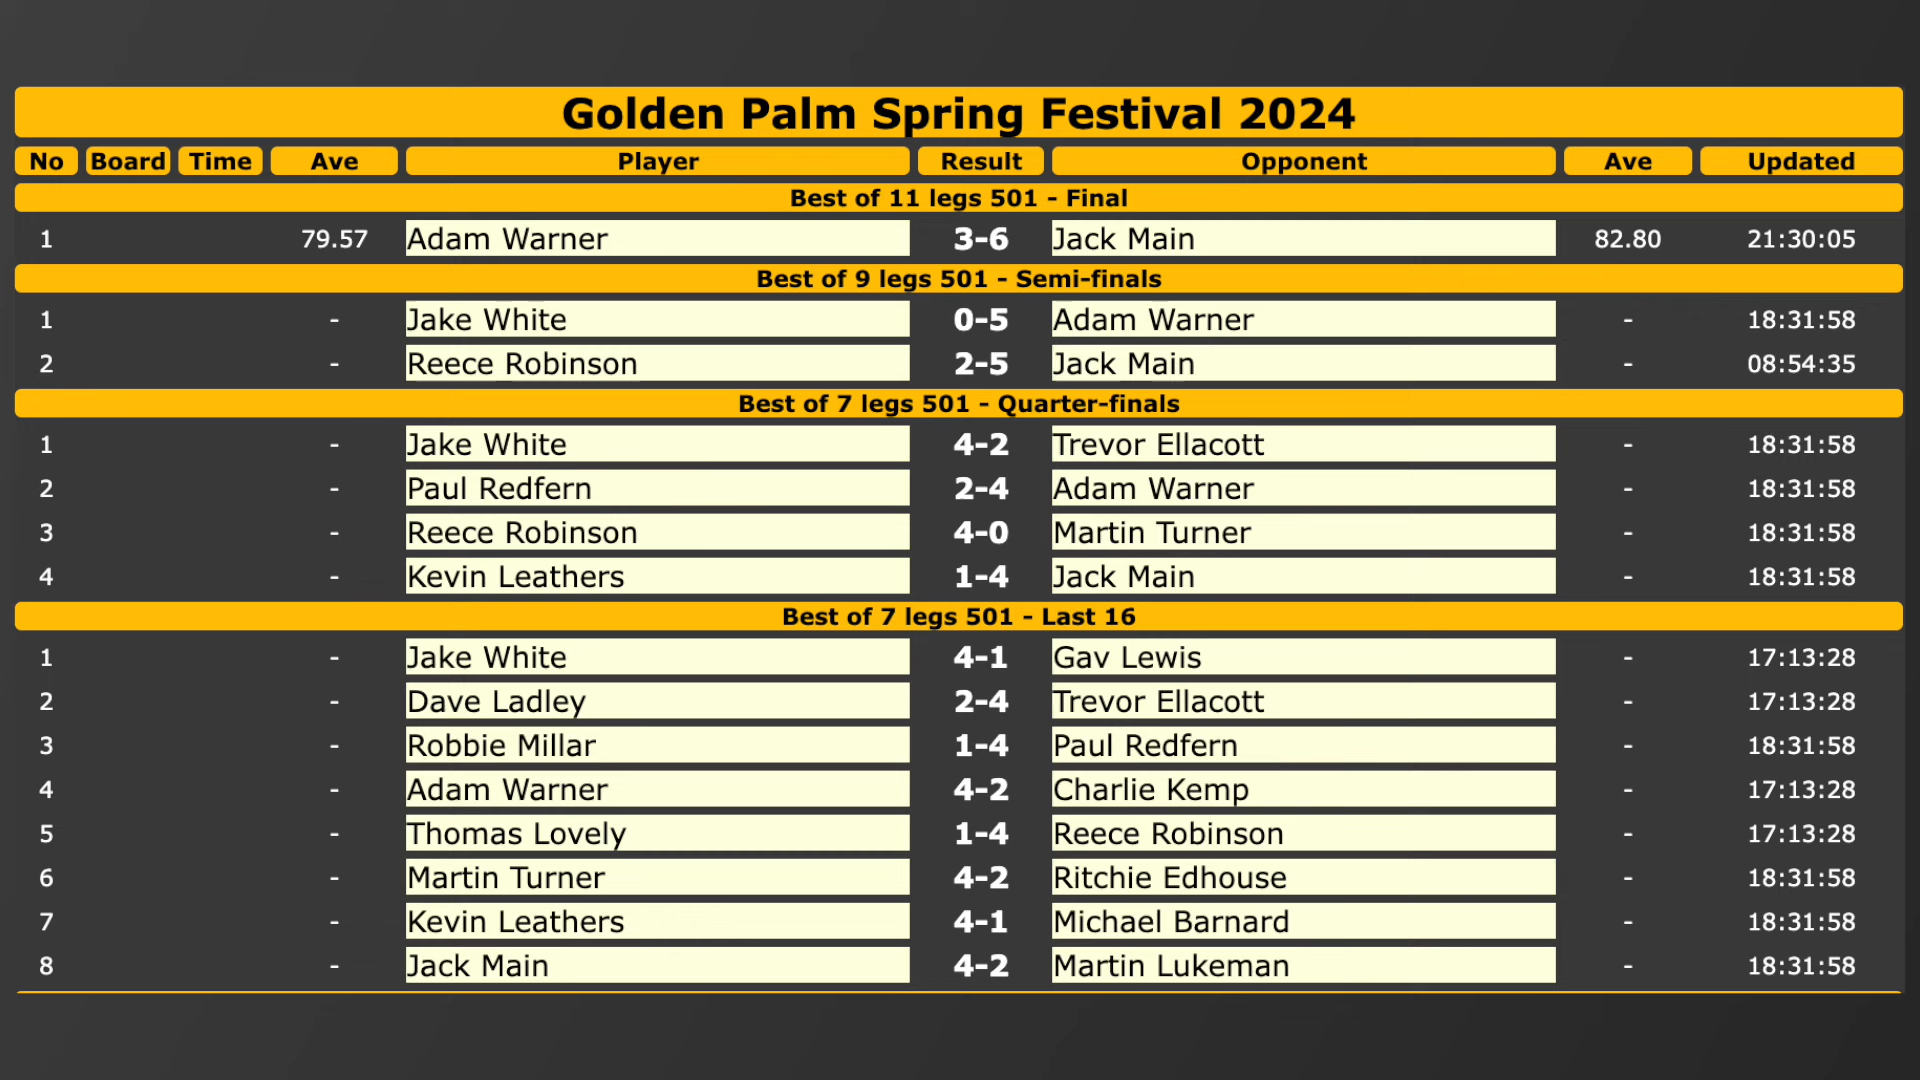 Golden Palm Spring Festival 2024
No Board Time Ave Player Result Opponent Ave Updated
Best of 11 legs 501 - Final
1 79.57 Adam Warner 3-6 Jack Main 82.80 21:30:05
Best of 9 legs 501 - Semi-finals
1 - Jake White 0-5 Adam Warner - 18:31:58
2 - Reece Robinson 2-5 Jack Main - 08:54:35
Best of 7 legs 501 - Quarter-finals
1 - Jake White 4-2 Trevor Ellacott - 18:31:58
2 - Paul Redfern 2-4 Adam Warner - 18:31:58
3 - Reece Robinson 4-0 Martin Turner - 18:31:58
4 - Kevin Leathers 1-4 Jack Main - 18:31:58
Best of 7 legs 501 - Last 16
1 - Jake White 4-1 Gav Lewis - 17:13:28
2 - Dave Ladley 2-4 Trevor Ellacott - 17:13:28
3 - Robbie Millar 1-4 Paul Redfern - 18:31:58
4 - Adam Warner 4-2 Charlie Kemp - 17:13:28
5 - Thomas Lovely 1-4 Reece Robinson - 17:13:28
6 - Martin Turner 4-2 Ritchie Edhouse - 18:31:58
7 - Kevin Leathers 4-1 Michael Barnard - 18:31:58
8 - Jack Main 4-2 Martin Lukeman - 18:31:58